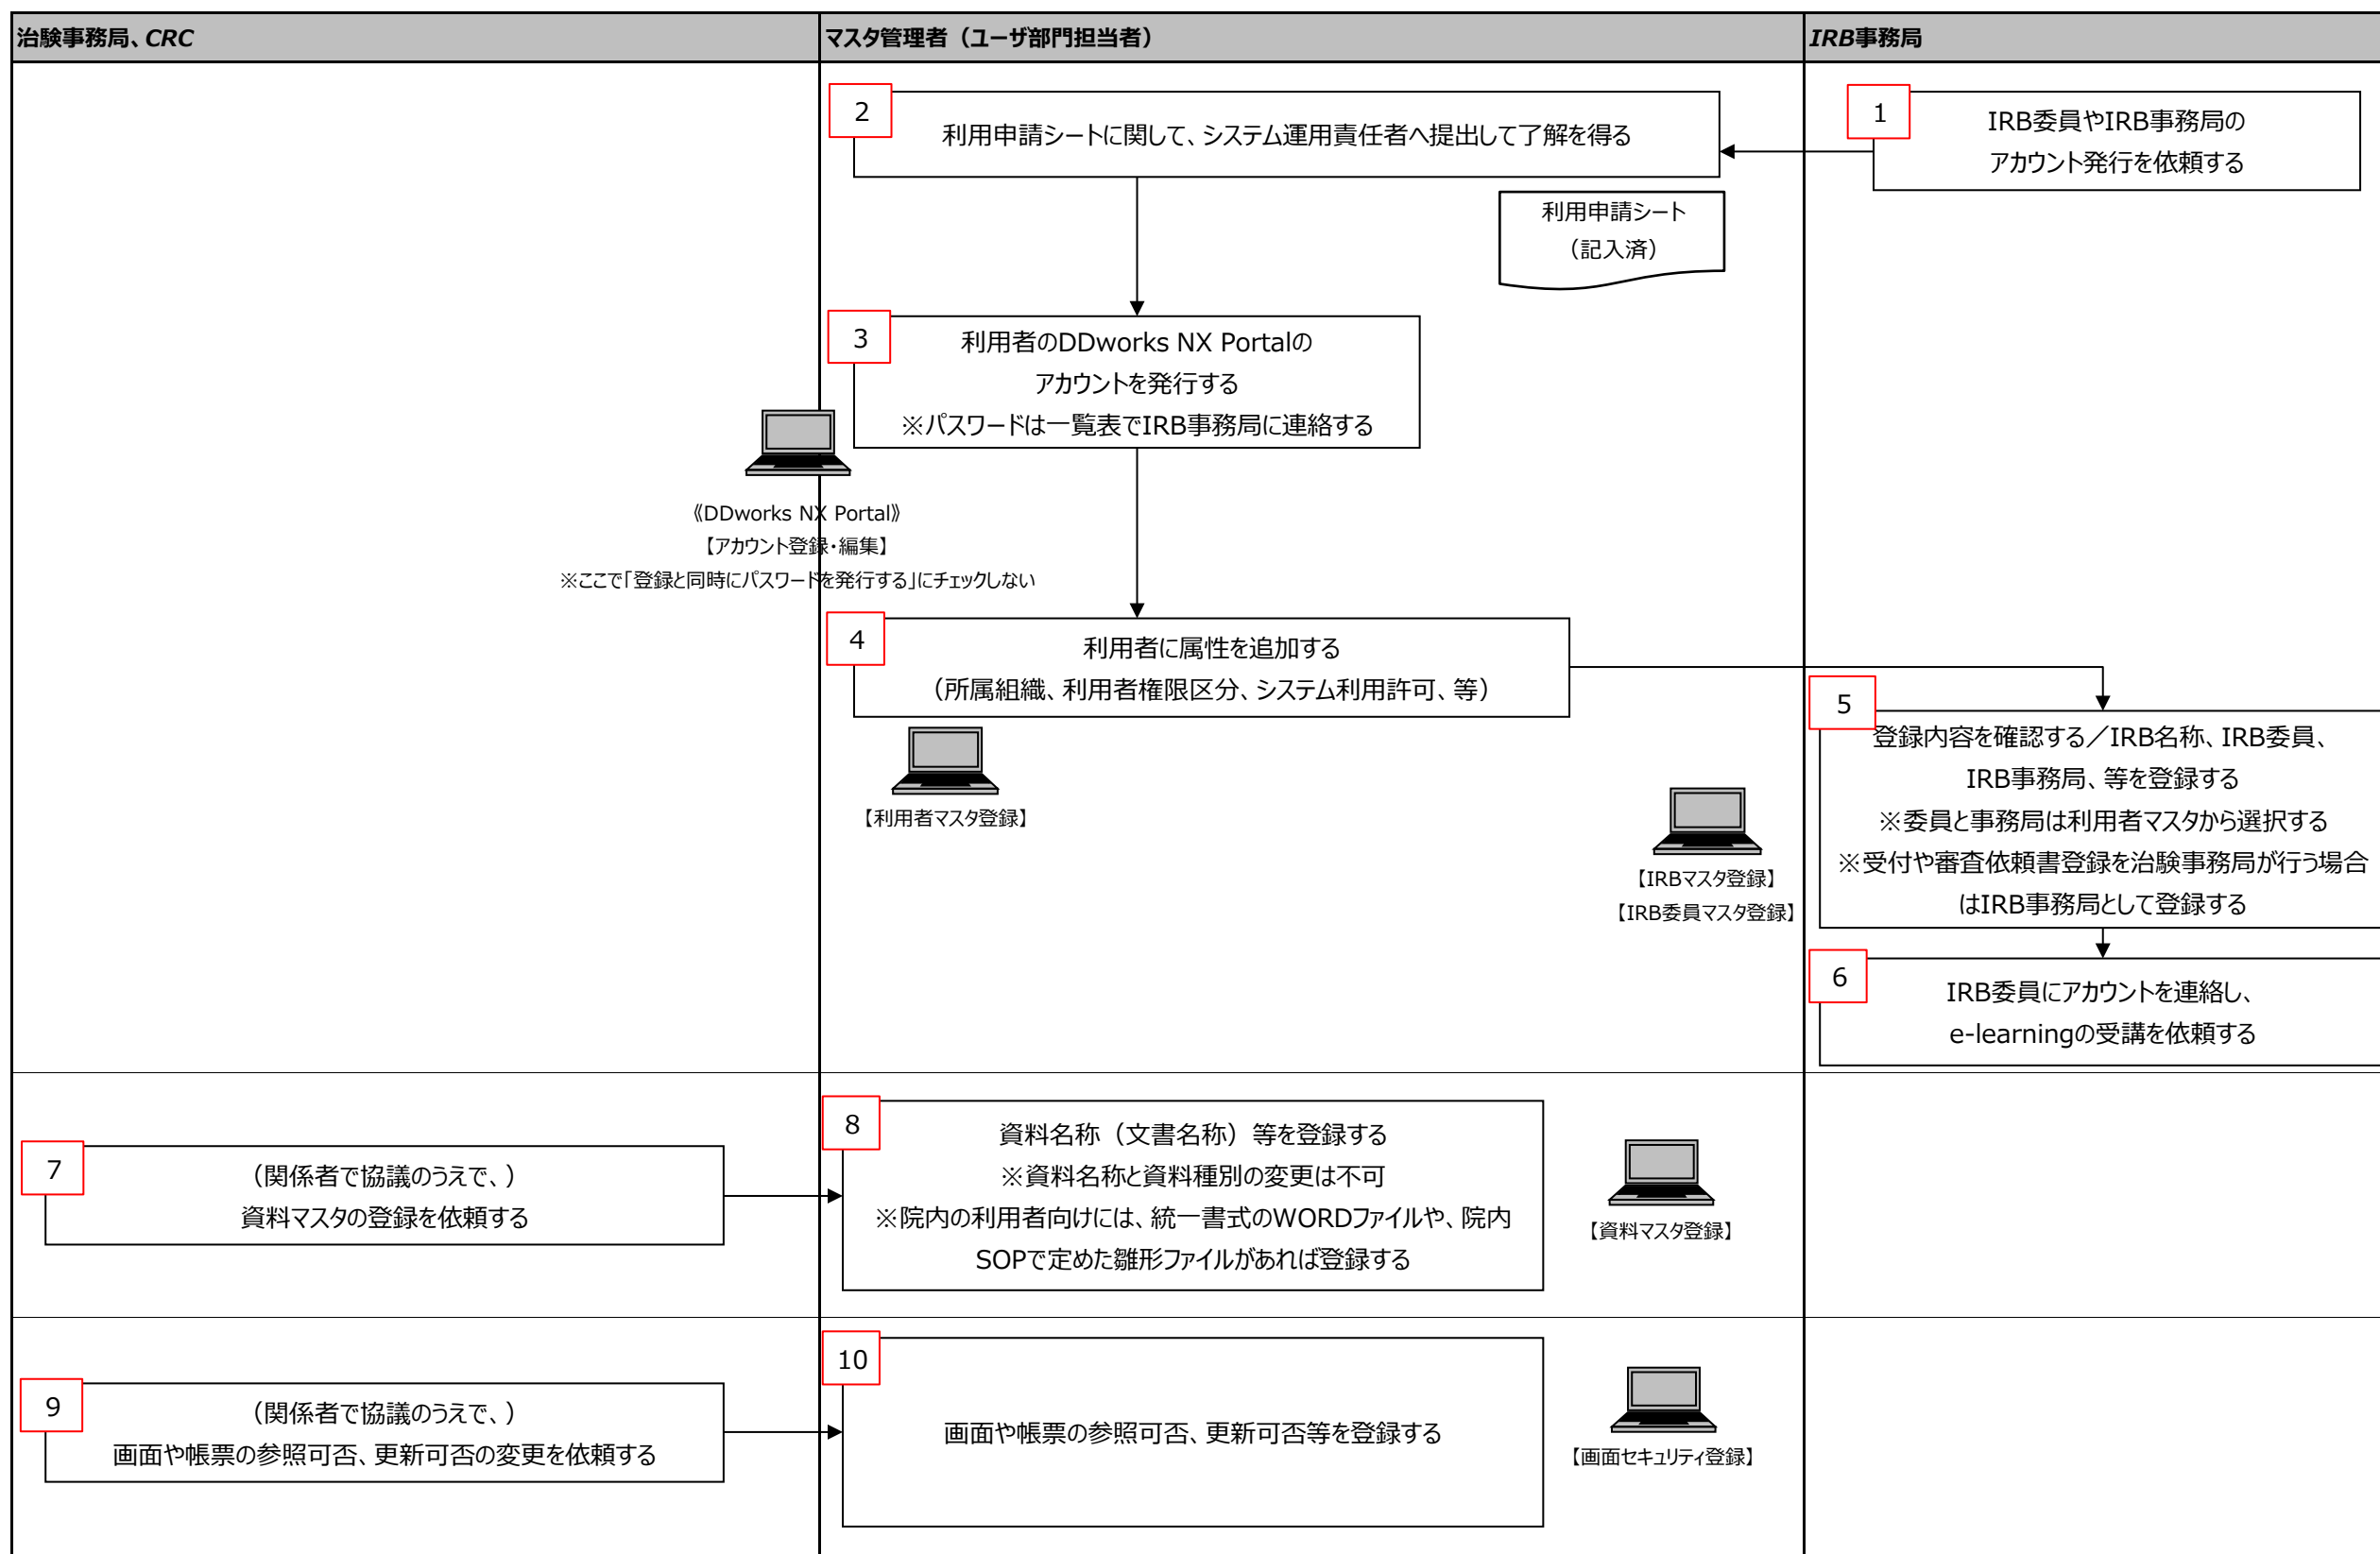 治験事務局、CRC
マスタ管理者（ユーザ部門担当者）
IRB事務局
1
IRB委員やIRB事務局の
アカウント発行を依頼する
2
利用申請シートに関して、システム運用責任者へ提出して了解を得る
利用申請シート
（記入済）
3
利用者のDDworks NX Portalの
アカウントを発行する
※パスワードは一覧表でIRB事務局に連絡する
《DDworks NX Portal》
【アカウント登録・編集】
※ここで「登録と同時にパスワードを発行する」にチェックしない
4
利用者に属性を追加する
（所属組織、利用者権限区分、システム利用許可、等）
【利用者マスタ登録】
5
登録内容を確認する／IRB名称、IRB委員、
IRB事務局、等を登録する
※委員と事務局は利用者マスタから選択する
※受付や審査依頼書登録を治験事務局が行う場合
はIRB事務局として登録する
【IRBマスタ登録】
【IRB委員マスタ登録】
6
IRB委員にアカウントを連絡し、
e-learningの受講を依頼する
7
（関係者で協議のうえで、）
資料マスタの登録を依頼する
8
資料名称（文書名称）等を登録する
※資料名称と資料種別の変更は不可
※院内の利用者向けには、統一書式のWORDファイルや、院内
SOPで定めた雛形ファイルがあれば登録する
【資料マスタ登録】
9
（関係者で協議のうえで、）
画面や帳票の参照可否、更新可否の変更を依頼する
10
画面や帳票の参照可否、更新可否等を登録する
【画面セキュリティ登録】